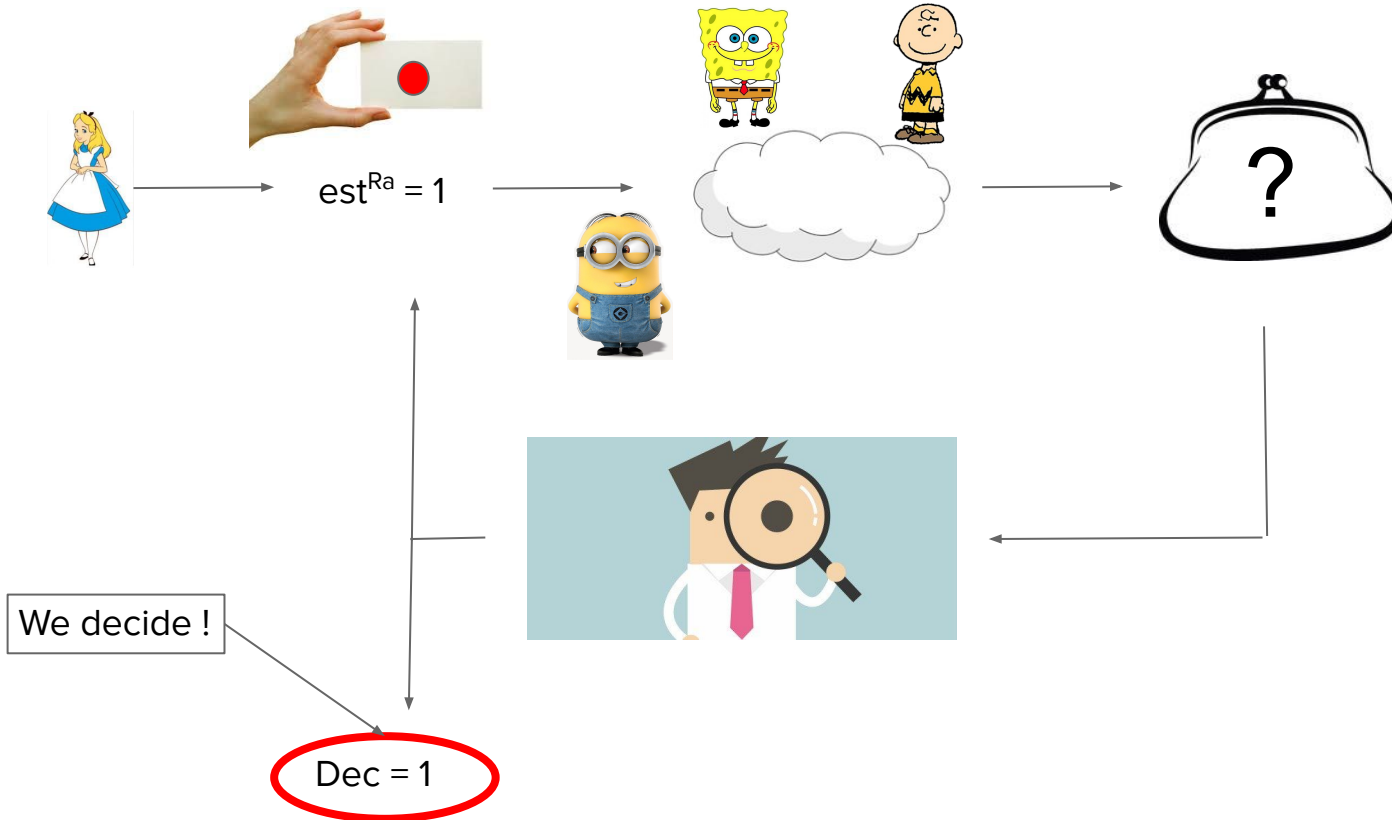 est^Ra = 1
?
We decide !
Dec = 1